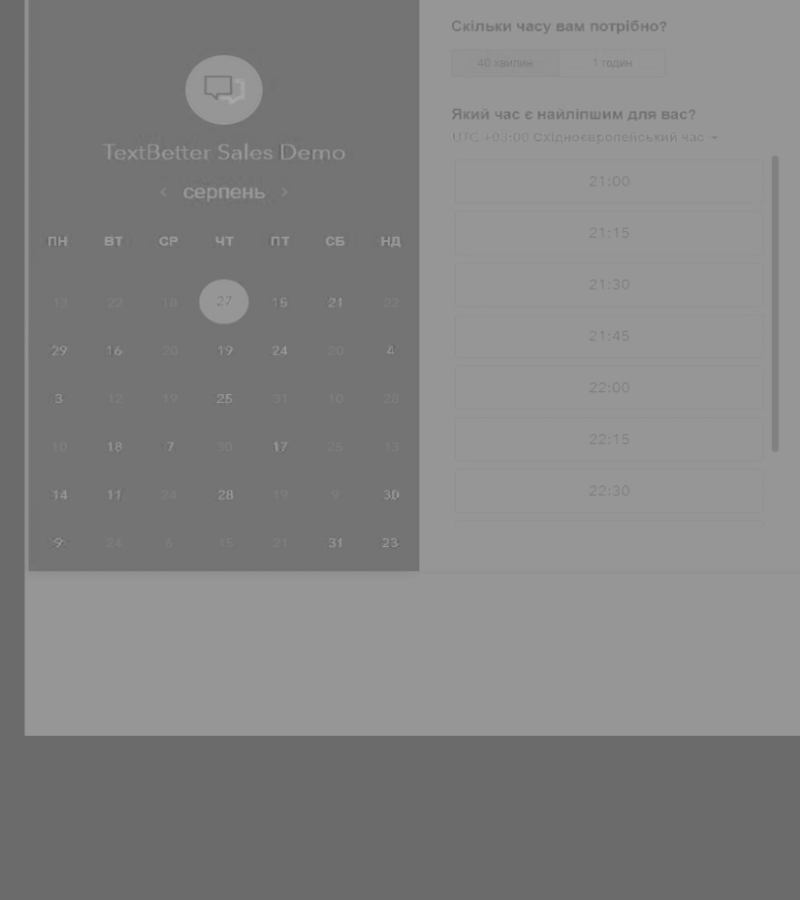 TextBetter Sales Demo
серпень
ПН ВТ СР ЧТ ПТ СБ НД
13 22 18 27 15 21 22
29 16 20 19 24 20 4
3 12 19 25 31 10 28
10 18 7 30 17 25 13
14 11 24 28 19 9 30
9 24 6 15 21 31 23
Скільки часу вам потрібно?
40 хвилин 1 годин
Який час є найліпшим для вас?
UTC +03:00 Східноєвропейський час
21:00
21:15
21:30
21:45
22:00
22:15
22:30